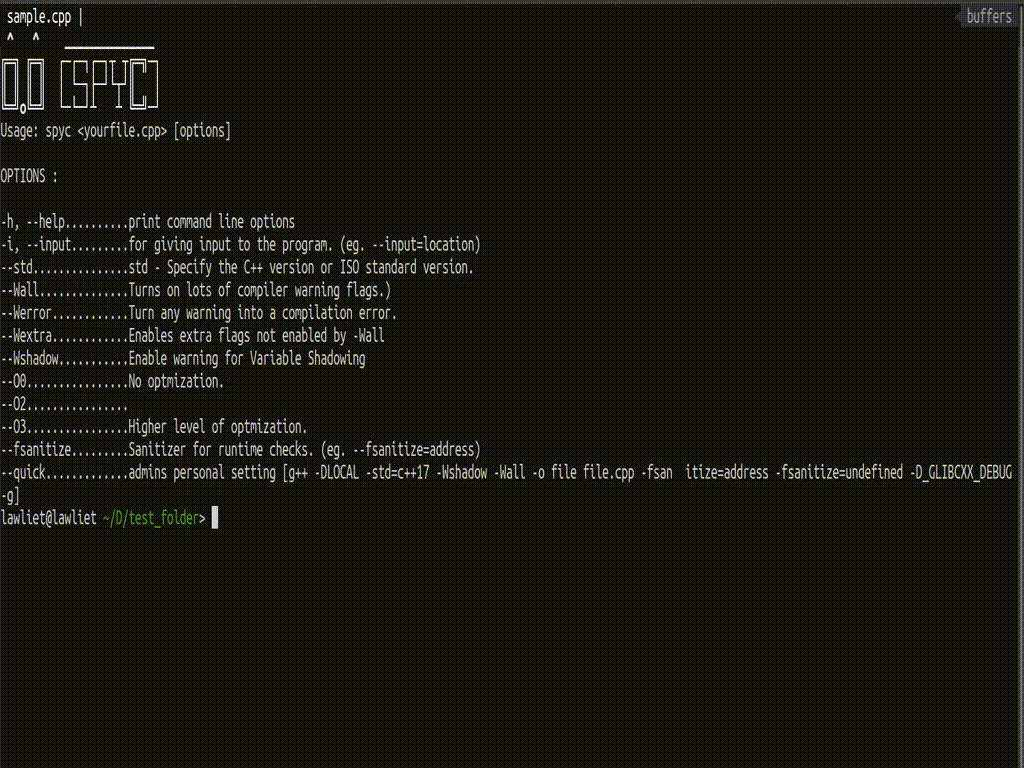 sample.cpp |
buffers
^ ^
0.0 [SPYC]
Usage: spyc <yourfile.cpp> [options]
OPTIONS :
-h, --help..........print command line options
-i, --input.........for giving input to the program. (eg. --input=location)
--std...............std - Specify the C++ version or ISO standard version.
--Wall..............Turns on lots of compiler warning flags.)
--Werror............Turn any warning into a compilation error.
--Wextra............Enables extra flags not enabled by -Wall
--Wshadow...........Enable warning for Variable Shadowing
--O0................No optmization.
--O2................
--O3................Higher level of optmization.
--fsanitize.........Sanitizer for runtime checks. (eg. --fsanitize=address)
--quick.............admins personal setting [g++ -DLOCAL -std=c++17 -Wshadow -Wall -o file file.cpp -fsan  itize=address -fsanitize=undefined -D_GLIBCXX_DEBUG
-g]
lawliet@lawliet ~/D/test_folder>